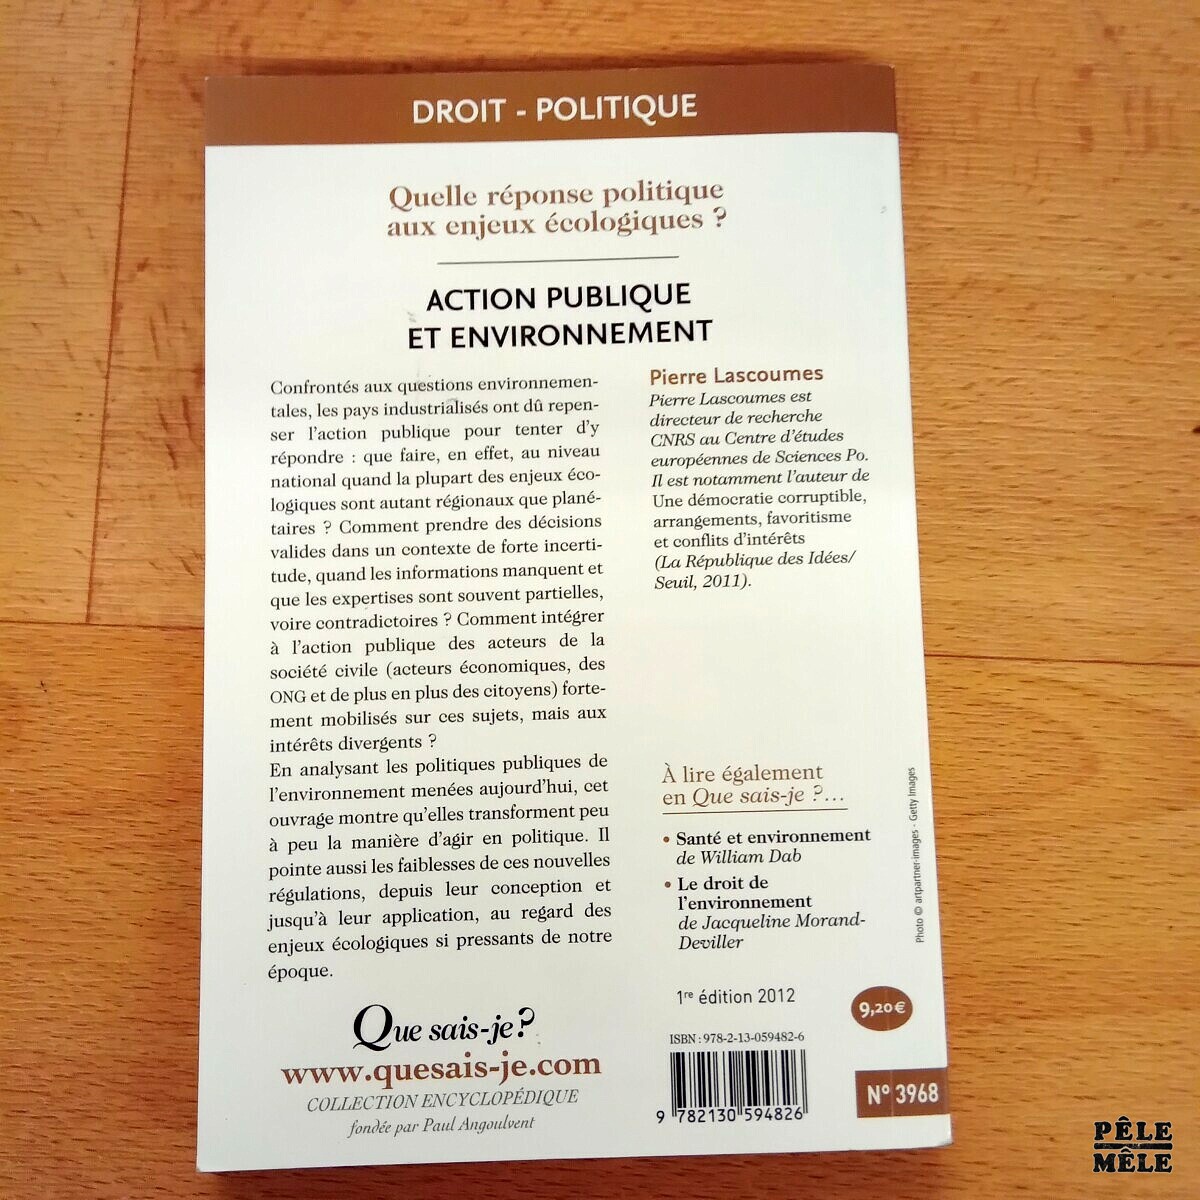 DROIT - POLITIQUE
Quelle réponse politique
aux enjeux écologiques ?
ACTION PUBLIQUE
ET ENVIRONNEMENT
Confrontés aux questions environnemen-
tales, les pays industrialisés ont dû repen-
ser l'action publique pour tenter d'y
répondre : que faire, en effet, au niveau
national quand la plupart des enjeux éco-
logiques sont autant régionaux que plané-
taires ? Comment prendre des décisions
valides dans un contexte de forte incerti-
tude, quand les informations manquent et
que les expertises sont souvent partielles,
voire contradictoires ? Comment intégrer
à l'action publique des acteurs de la
société civile (acteurs économiques, des
ONG et de plus en plus des citoyens) forte-
ment mobilisés sur ces sujets, mais aux
intérêts divergents ?
En analysant les politiques publiques de
l'environnement menées aujourd'hui, cet
ouvrage montre qu'elles transforment peu
à peu la manière d'agir en politique. Il
pointe aussi les faiblesses de ces nouvelles
régulations, depuis leur conception et
jusqu'à leur application, au regard des
enjeux écologiques si pressants de notre
époque.
Pierre Lascoumes
Pierre Lascoumes est
directeur de recherche
CNRS au Centre d'études
européennes de Sciences Po.
Il est notamment l'auteur de
Une démocratie corruptible,
arrangements, favoritisme
et conflits d'intérêts
(La République des Idées/
Seuil, 2011).
À lire également
en Que sais-je ?...
• Santé et environnement
de William Dab
• Le droit de
l'environnement
de Jacqueline Morand-
Deviller
Photo © artpartner-images - Getty Images
1re édition 2012
9,20€
Que sais-je?
www.quesais-je.com
COLLECTION ENCYCLOPÉDIQUE
fondée par Paul Angoulvent
ISBN : 978-2-13-059482-6
9 782130 594826
N° 3968
PÊLE
MÊLE